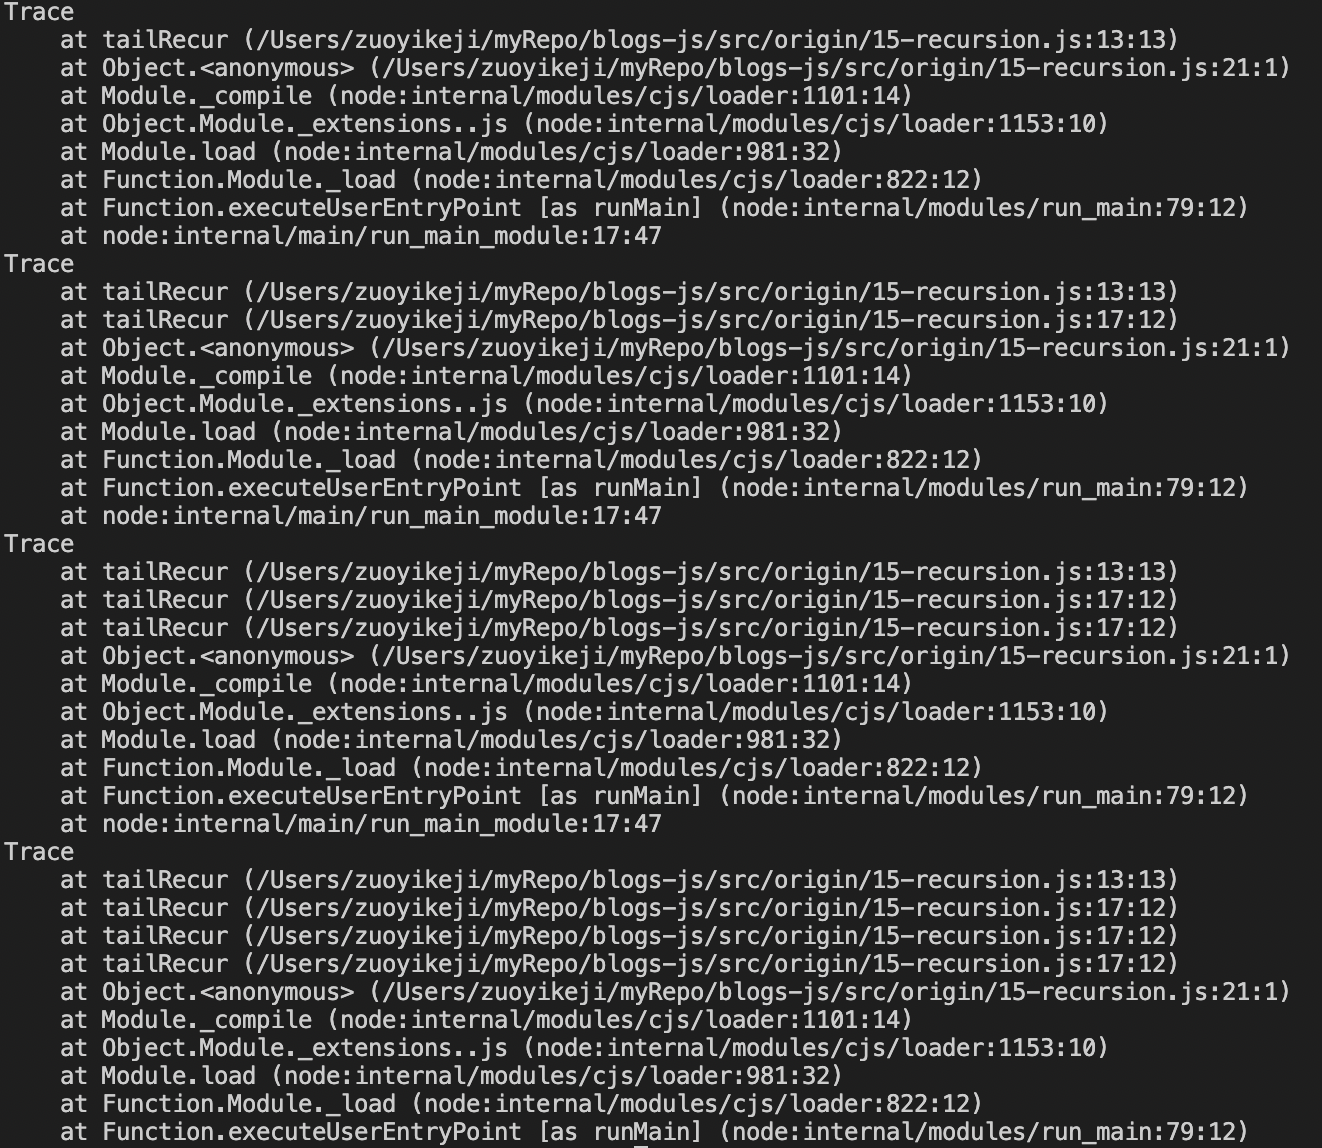 Trace
    at tailRecur (/Users/zuoyikeji/myRepo/blogs-js/src/origin/15-recursion.js:13:13)
    at Object.<anonymous> (/Users/zuoyikeji/myRepo/blogs-js/src/origin/15-recursion.js:21:1)
    at Module._compile (node:internal/modules/cjs/loader:1101:14)
    at Object.Module._extensions..js (node:internal/modules/cjs/loader:1153:10)
    at Module.load (node:internal/modules/cjs/loader:981:32)
    at Function.Module._load (node:internal/modules/cjs/loader:822:12)
    at Function.executeUserEntryPoint [as runMain] (node:internal/modules/run_main:79:12)
    at node:internal/main/run_main_module:17:47
Trace
    at tailRecur (/Users/zuoyikeji/myRepo/blogs-js/src/origin/15-recursion.js:13:13)
    at tailRecur (/Users/zuoyikeji/myRepo/blogs-js/src/origin/15-recursion.js:17:12)
    at Object.<anonymous> (/Users/zuoyikeji/myRepo/blogs-js/src/origin/15-recursion.js:21:1)
    at Module._compile (node:internal/modules/cjs/loader:1101:14)
    at Object.Module._extensions..js (node:internal/modules/cjs/loader:1153:10)
    at Module.load (node:internal/modules/cjs/loader:981:32)
    at Function.Module._load (node:internal/modules/cjs/loader:822:12)
    at Function.executeUserEntryPoint [as runMain] (node:internal/modules/run_main:79:12)
    at node:internal/main/run_main_module:17:47
Trace
    at tailRecur (/Users/zuoyikeji/myRepo/blogs-js/src/origin/15-recursion.js:13:13)
    at tailRecur (/Users/zuoyikeji/myRepo/blogs-js/src/origin/15-recursion.js:17:12)
    at tailRecur (/Users/zuoyikeji/myRepo/blogs-js/src/origin/15-recursion.js:17:12)
    at Object.<anonymous> (/Users/zuoyikeji/myRepo/blogs-js/src/origin/15-recursion.js:21:1)
    at Module._compile (node:internal/modules/cjs/loader:1101:14)
    at Object.Module._extensions..js (node:internal/modules/cjs/loader:1153:10)
    at Module.load (node:internal/modules/cjs/loader:981:32)
    at Function.Module._load (node:internal/modules/cjs/loader:822:12)
    at Function.executeUserEntryPoint [as runMain] (node:internal/modules/run_main:79:12)
    at node:internal/main/run_main_module:17:47
Trace
    at tailRecur (/Users/zuoyikeji/myRepo/blogs-js/src/origin/15-recursion.js:13:13)
    at tailRecur (/Users/zuoyikeji/myRepo/blogs-js/src/origin/15-recursion.js:17:12)
    at tailRecur (/Users/zuoyikeji/myRepo/blogs-js/src/origin/15-recursion.js:17:12)
    at tailRecur (/Users/zuoyikeji/myRepo/blogs-js/src/origin/15-recursion.js:17:12)
    at Object.<anonymous> (/Users/zuoyikeji/myRepo/blogs-js/src/origin/15-recursion.js:21:1)
    at Module._compile (node:internal/modules/cjs/loader:1101:14)
    at Object.Module._extensions..js (node:internal/modules/cjs/loader:1153:10)
    at Module.load (node:internal/modules/cjs/loader:981:32)
    at Function.Module._load (node:internal/modules/cjs/loader:822:12)
    at Function.executeUserEntryPoint [as runMain] (node:internal/modules/run_main:79:12)